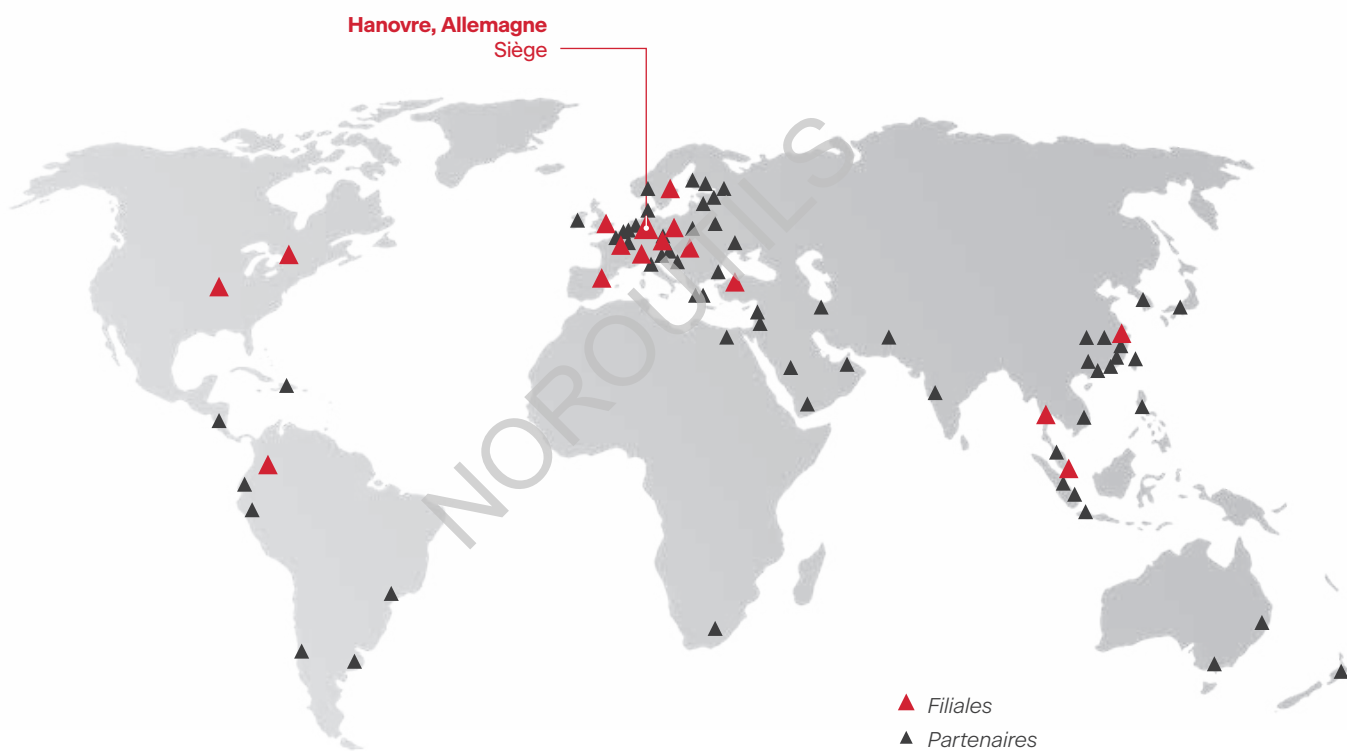 Hanovre, Allemagne
Siège
NOROUTILS
Filiales
Partenaires